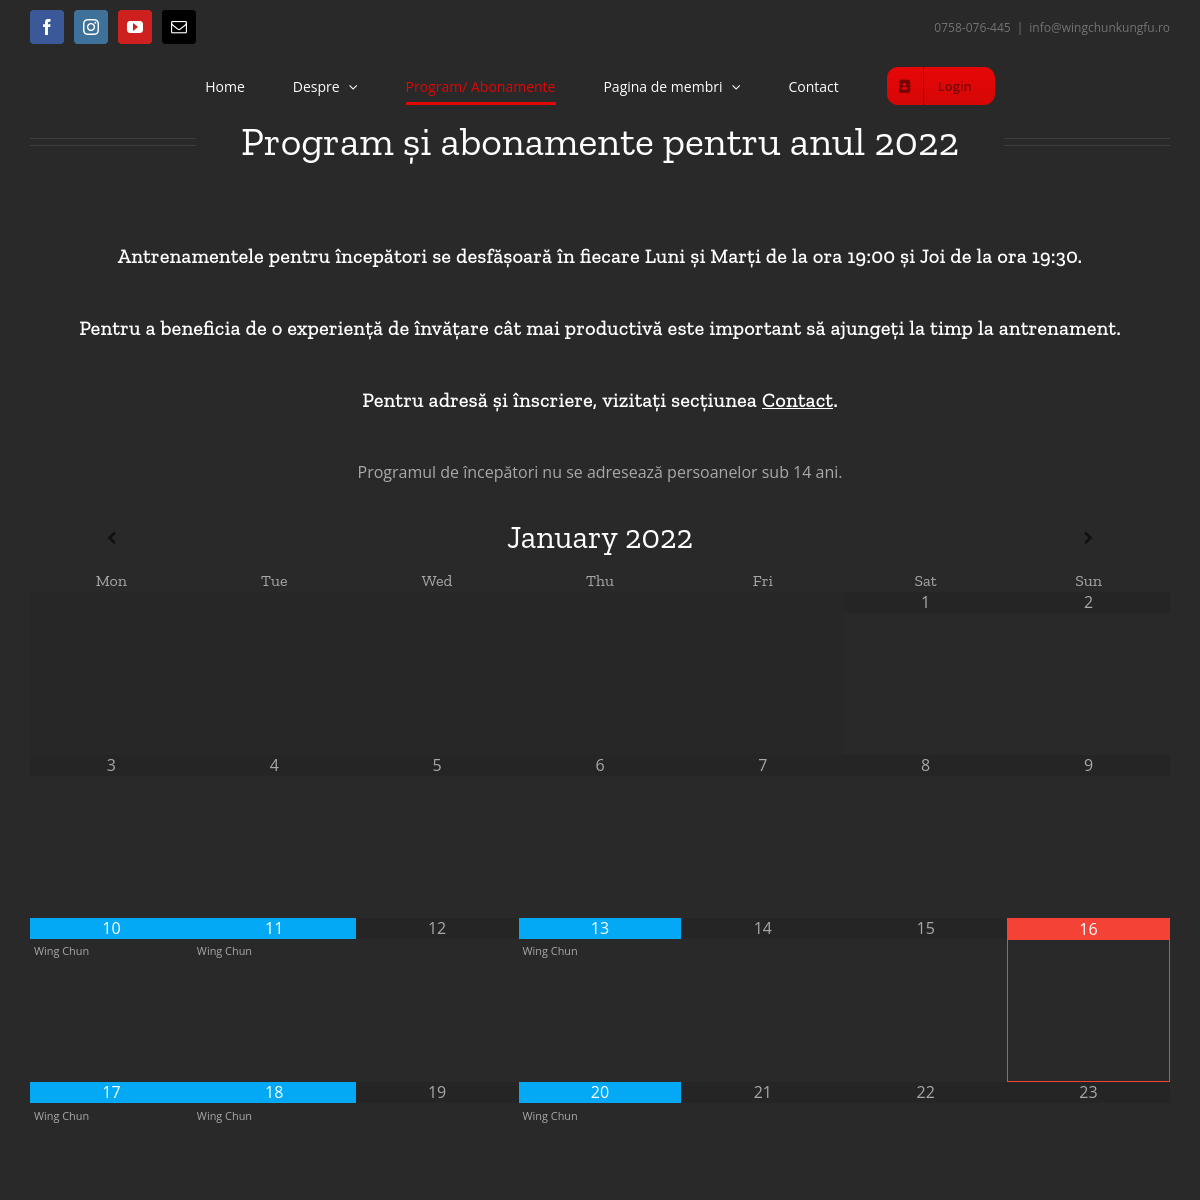 0758-076-445 | info@wingchunkungfu.ro
Home Despre Program/ Abonamente Pagina de membri Contact Login
Program și abonamente pentru anul 2022
Antrenamentele pentru începători se desfășoară în fiecare Luni și Marți de la ora 19:00 și Joi de la ora 19:30.
Pentru a beneficia de o experiență de învățare cât mai productivă este important să ajungeți la timp la antrenament.
Pentru adresă și înscriere, vizitați secțiunea Contact.
Programul de începători nu se adresează persoanelor sub 14 ani.
January 2022
Mon Tue Wed Thu Fri Sat Sun
1 2
3 4 5 6 7 8 9
10 11 12 13 14 15 16
Wing Chun Wing Chun Wing Chun
17 18 19 20 21 22 23
Wing Chun Wing Chun Wing Chun